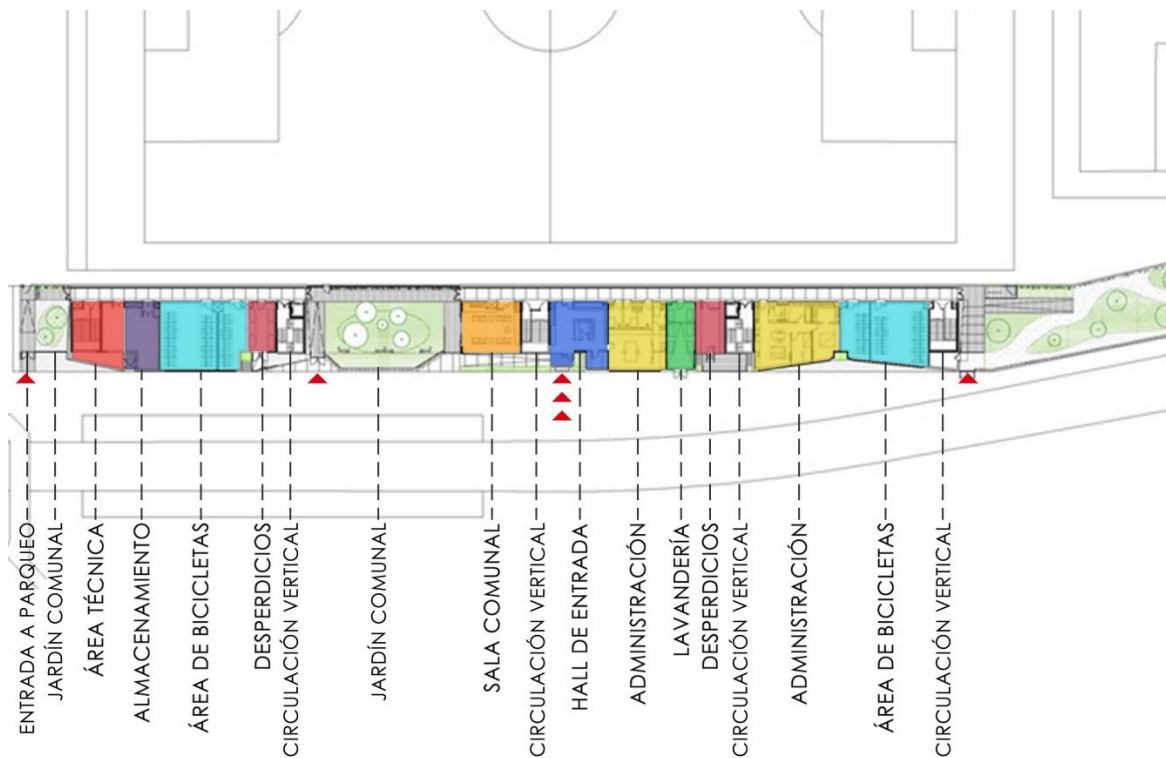 ENTRADA A PARQUEO
JARDÍN COMUNAL
ÁREA TÉCNICA
ALMACENAMIENTO
ÁREA DE BICICLETAS
DESPERDICIOS
CIRCULACIÓN VERTICAL
JARDÍN COMUNAL
SALA COMUNAL
CIRCULACIÓN VERTICAL
HALL DE ENTRADA
ADMINISTRACIÓN
LAVANDERÍA
DESPERDICIOS
CIRCULACIÓN VERTICAL
ADMINISTRACIÓN
ÁREA DE BICICLETAS
CIRCULACIÓN VERTICAL